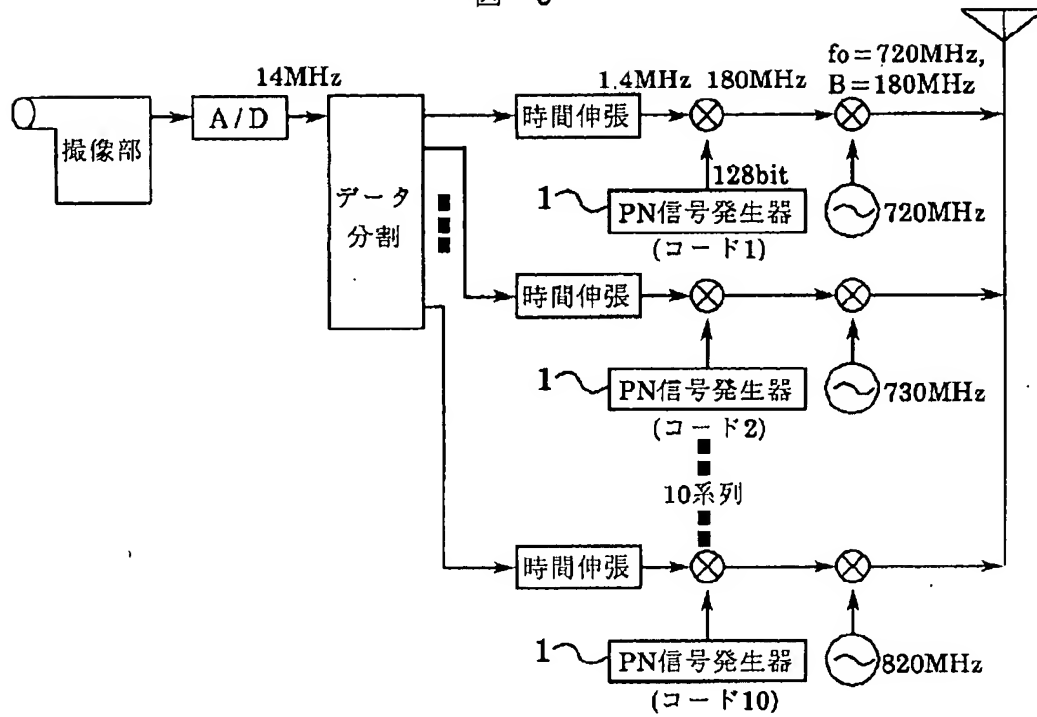 図
14MHz
1.4MHz 180MHz
fo=720MHz,
B=180MHz
撮像部
A/D
データ
分割
時間伸張
128bit
1
PN信号発生器
(コード1)
720MHz
時間伸張
1
PN信号発生器
(コード2)
730MHz
10系列
時間伸張
1
PN信号発生器
(コード10)
820MHz